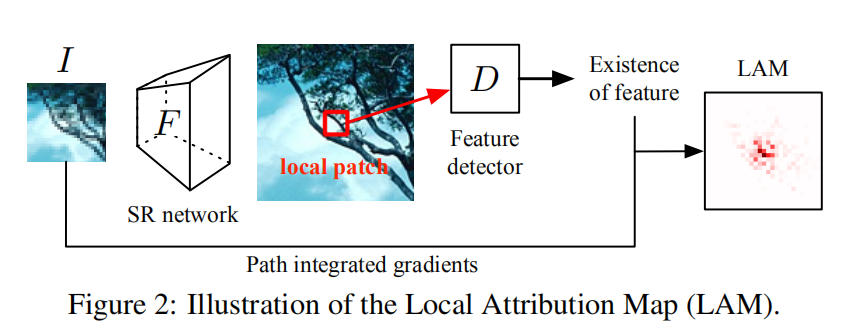 I
F
SR network
local patch
D
Feature
detector
Existence
of feature
LAM
Path integrated gradients
Figure 2: Illustration of the Local Attribution Map (LAM).